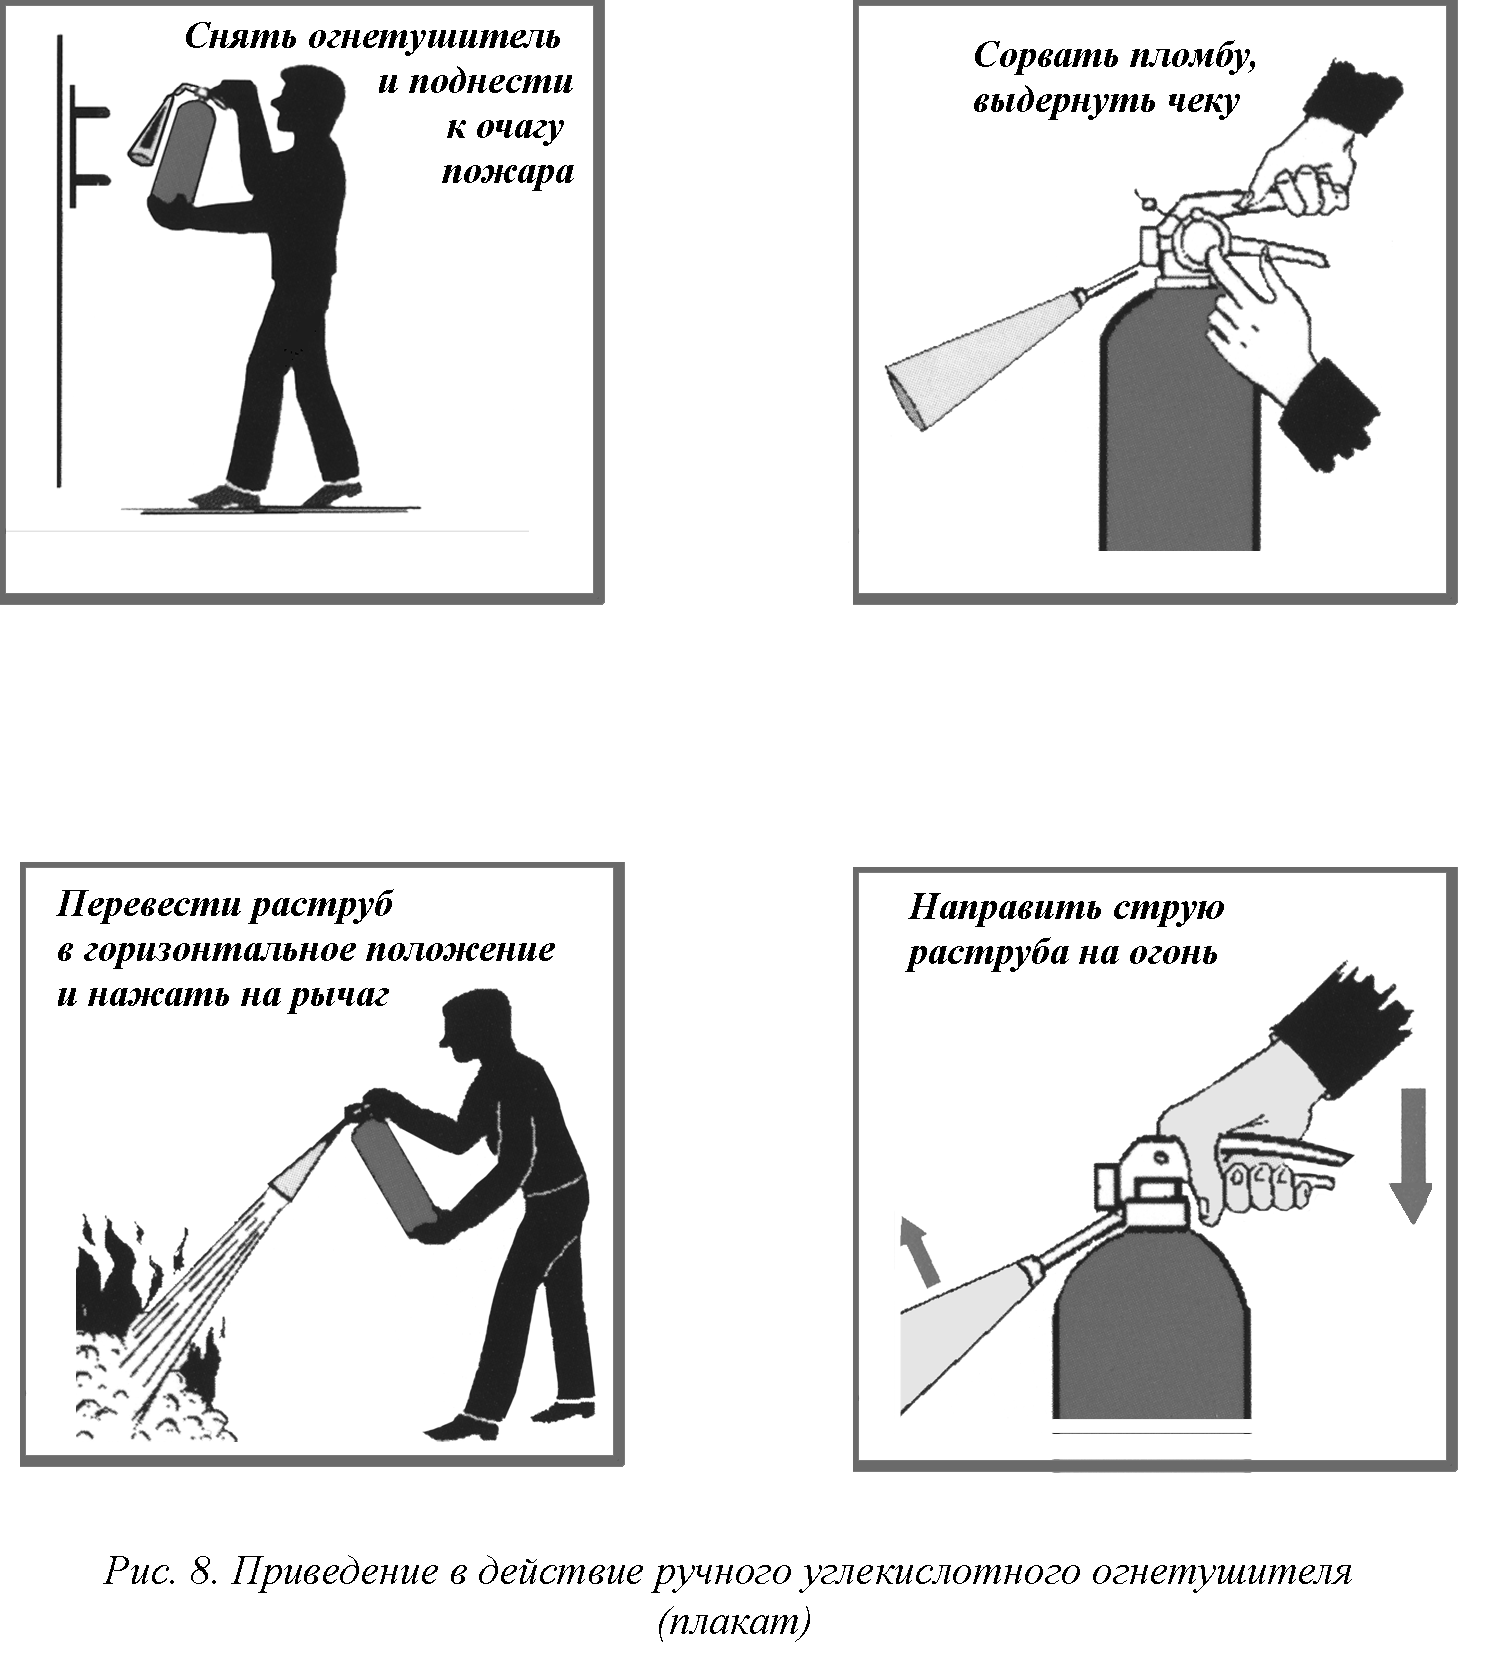 Снять огнетушитель
и поднести
к очагу
пожара
Сорвать пломбу,
выдернуть чеку
Перевести раструб
в горизонтальное положение
и нажать на рычаг
Направить струю
раструба на огонь
Рис. 8. Приведение в действие ручного углекислотного огнетушителя
(плакат)